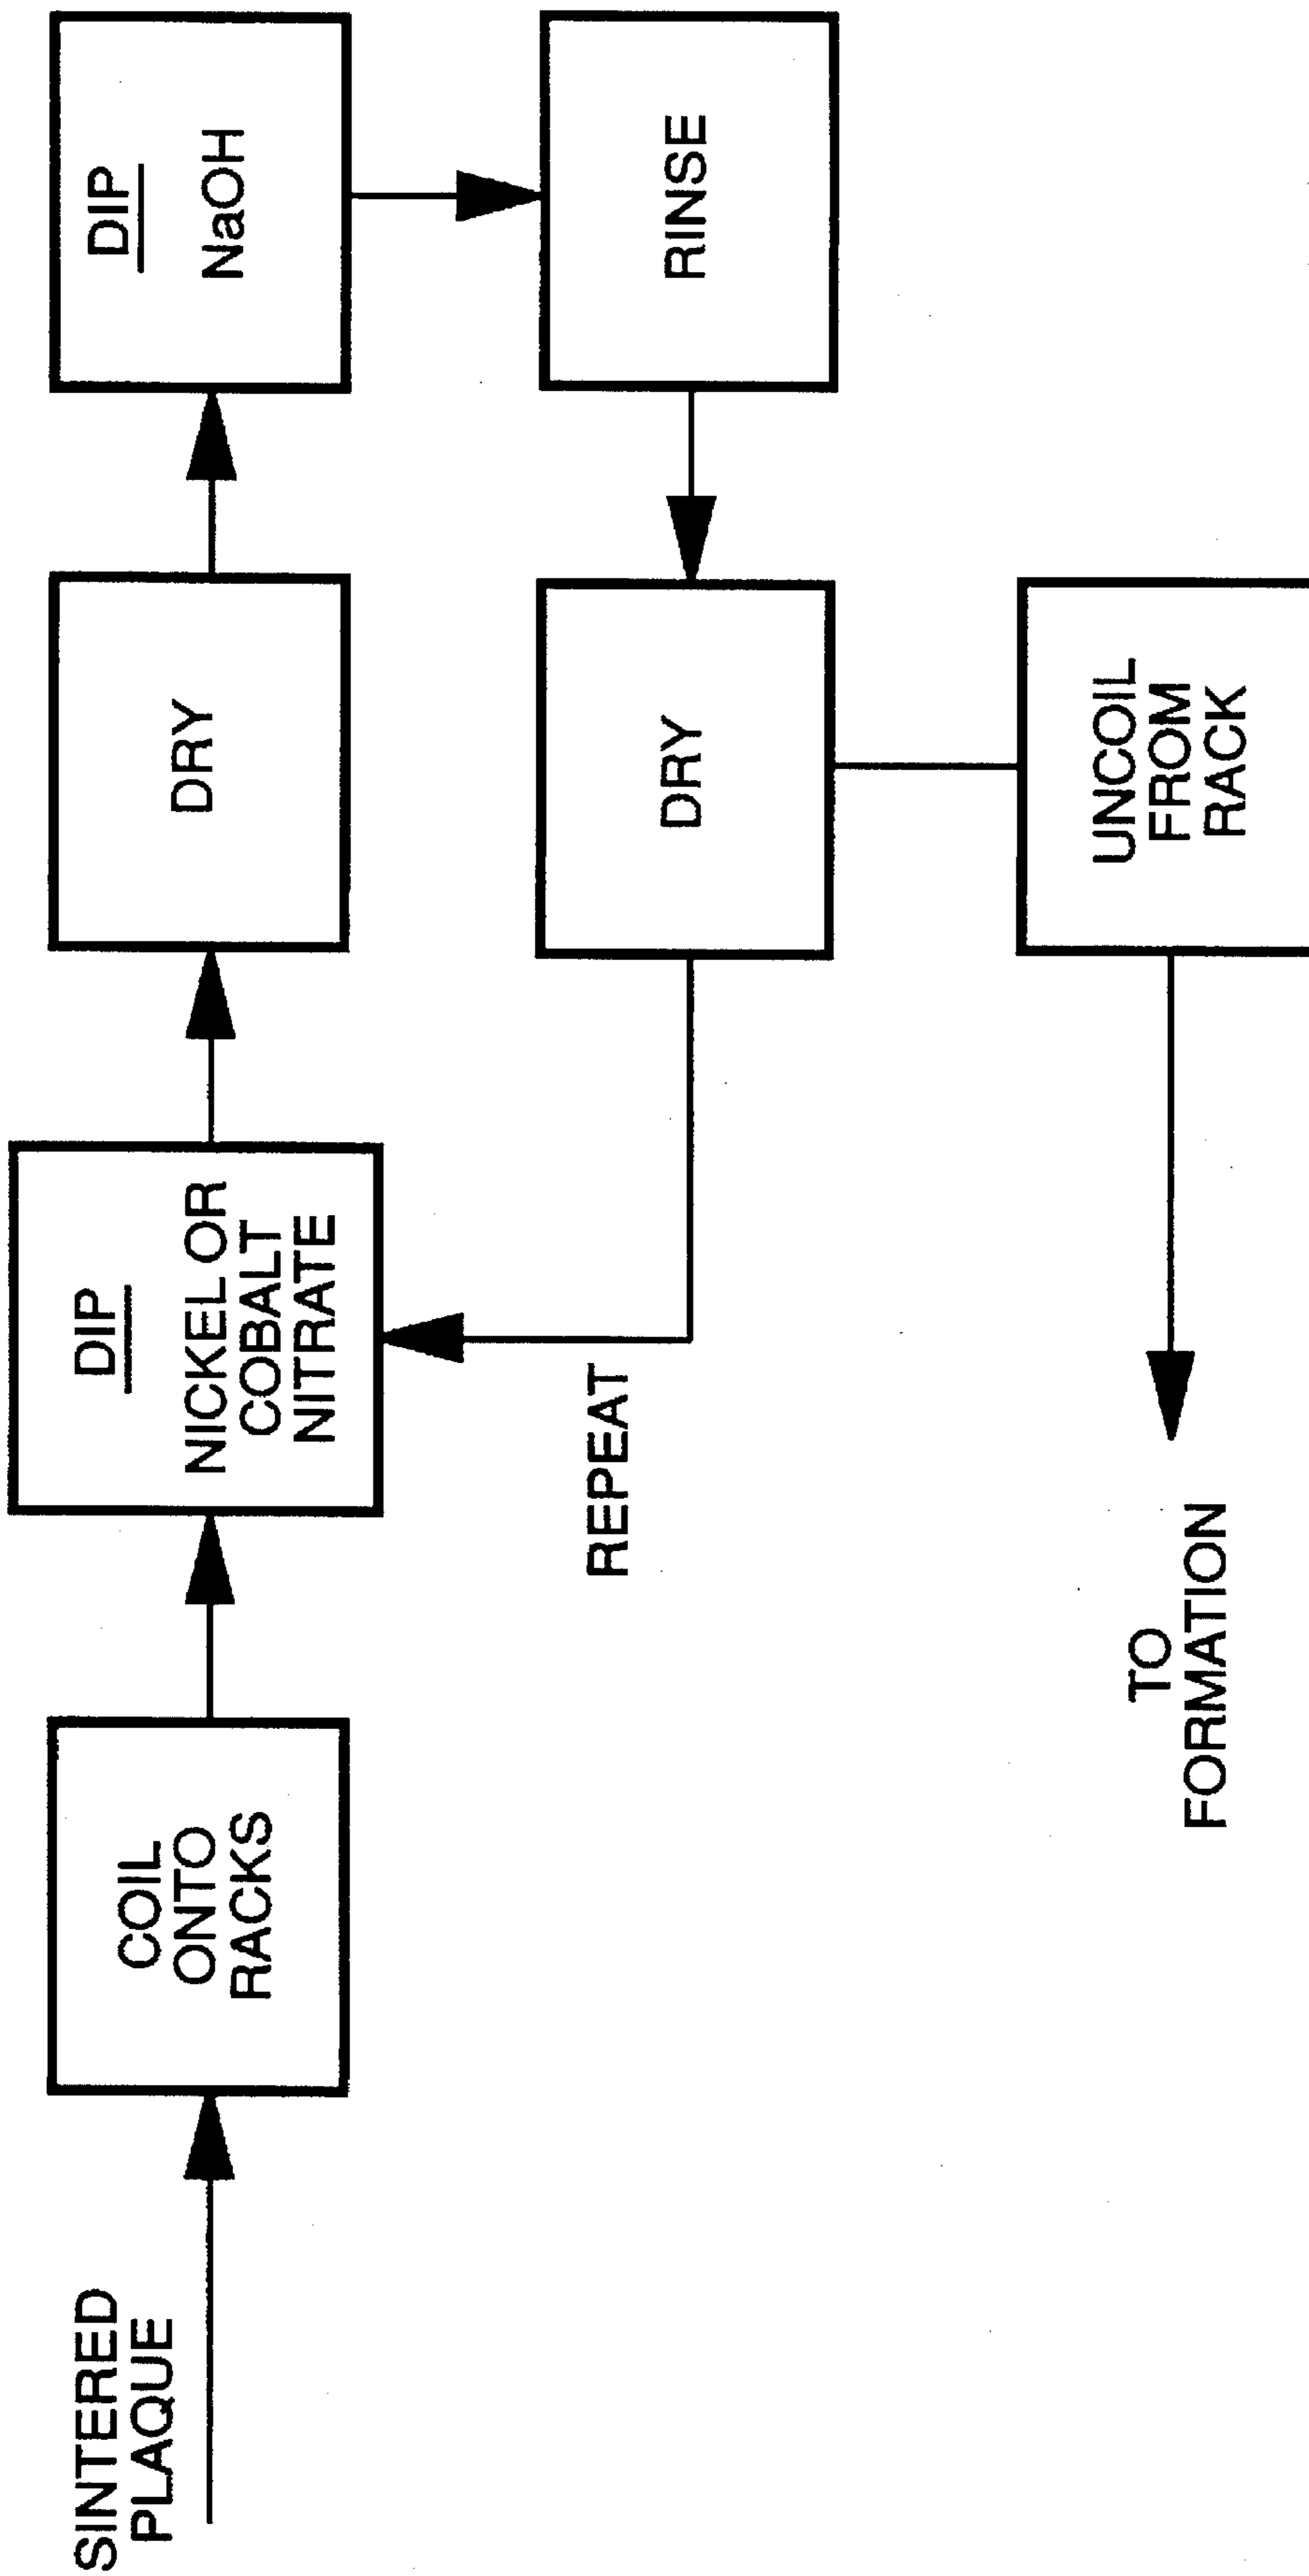 SINTERED
PLAQUE
COIL
ONTO
RACKS
DIP
NICKEL OR
COBALT
NITRATE
DRY
DIP
NaOH
RINSE
DRY
REPEAT
UNCOIL
FROM
RACK
TO
FORMATION